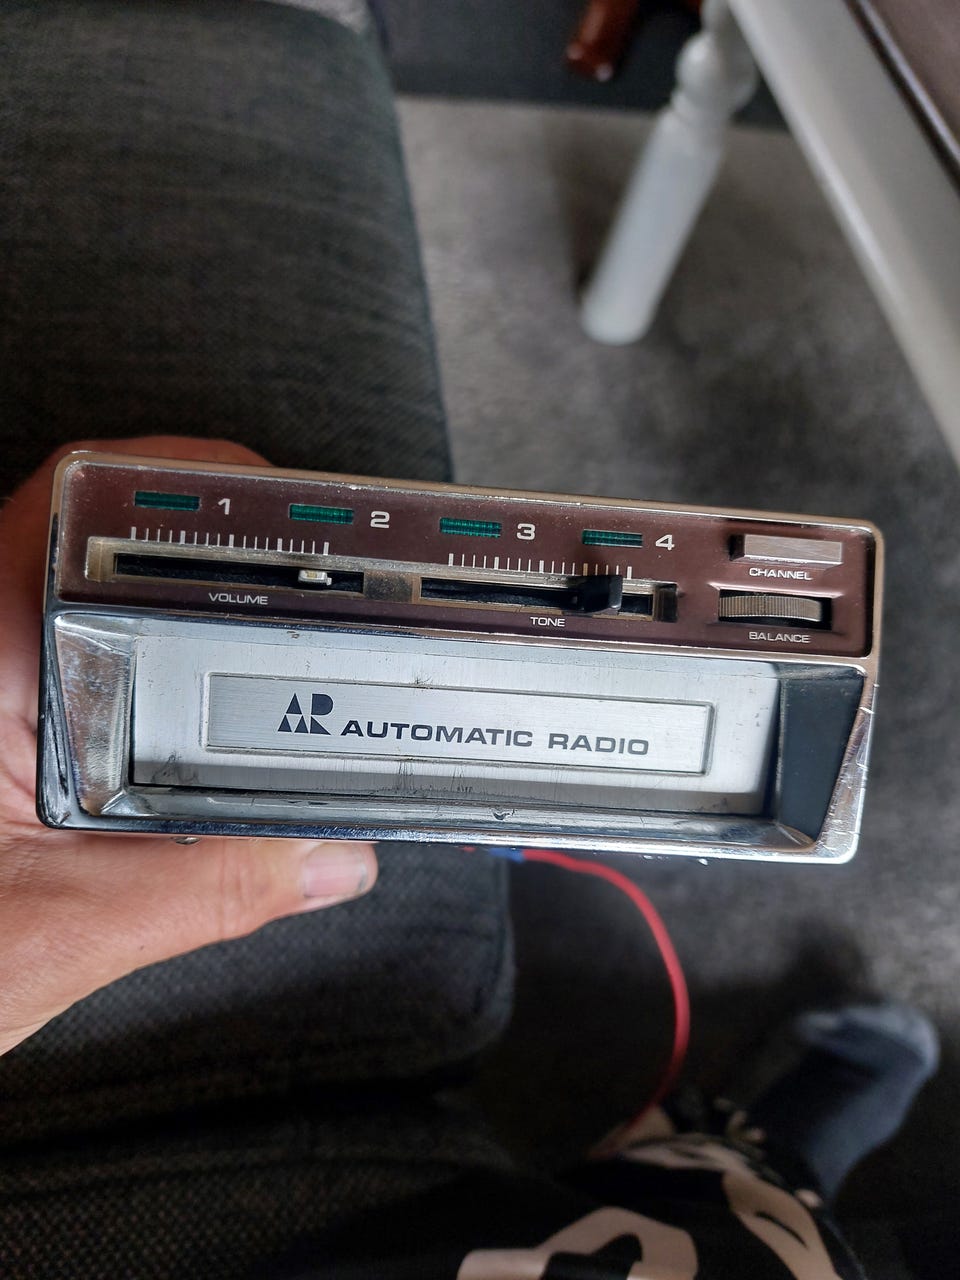 1 2 3 4
CHANNEL
VOLUME TONE BALANCE
AR AUTOMATIC RADIO